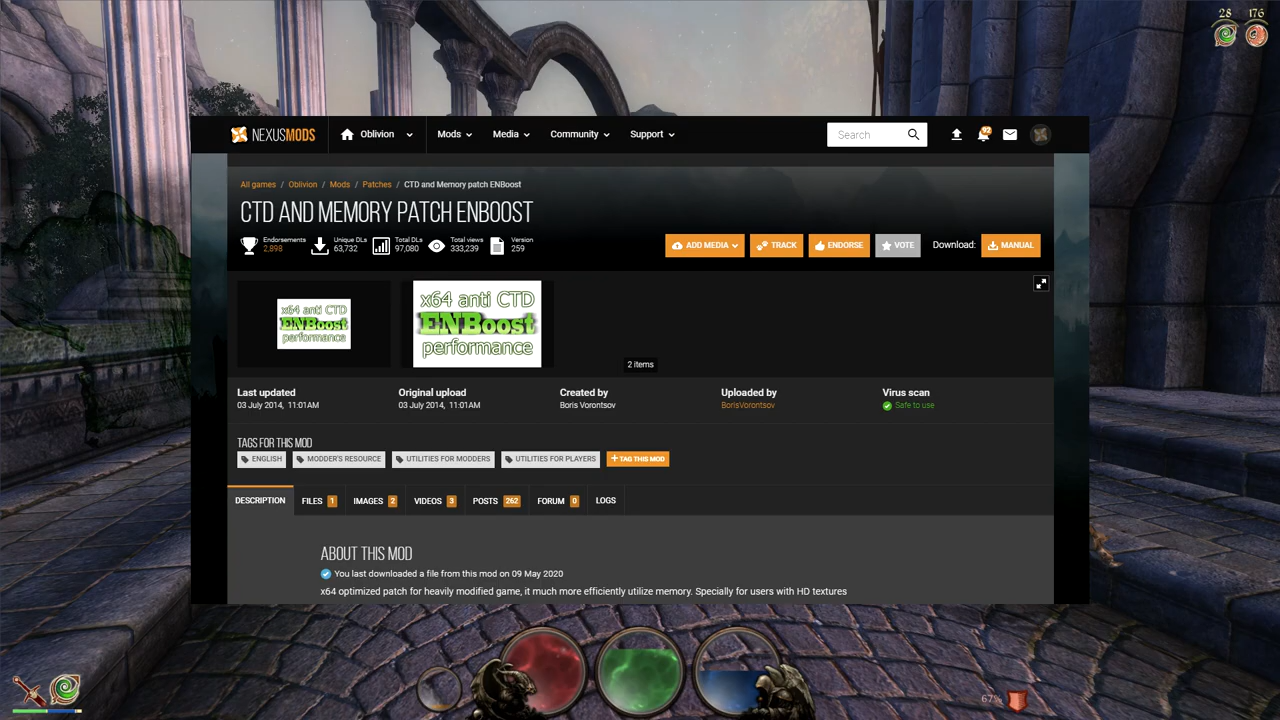 28 176
NEXUSMODS Oblivion Mods Media Community Support Search 92
All games / Oblivion / Mods / Patches / CTD and Memory patch ENBoost
CTD AND MEMORY PATCH ENBOOST
Endorsements Unique DLs Total DLs Total views Version
2,898 63,732 97,080 333,239 259
ADD MEDIA TRACK ENDORSE VOTE Download: MANUAL
x64 anti CTD
ENBoost
performance
x64 anti CTD
ENBoost
performance
2 items
Last updated Original upload Created by Uploaded by Virus scan
03 July 2014, 11:01AM 03 July 2014, 11:01AM Boris Vorontsov BorisVorontsov Safe to use
TAGS FOR THIS MOD
ENGLISH MODDER'S RESOURCE UTILITIES FOR MODDERS UTILITIES FOR PLAYERS + TAG THIS MOD
DESCRIPTION FILES 1 IMAGES 2 VIDEOS 3 POSTS 262 FORUM 0 LOGS
ABOUT THIS MOD
You last downloaded a file from this mod on 09 May 2020
x64 optimized patch for heavily modified game, it much more efficiently utilize memory. Specially for users with HD textures
67%